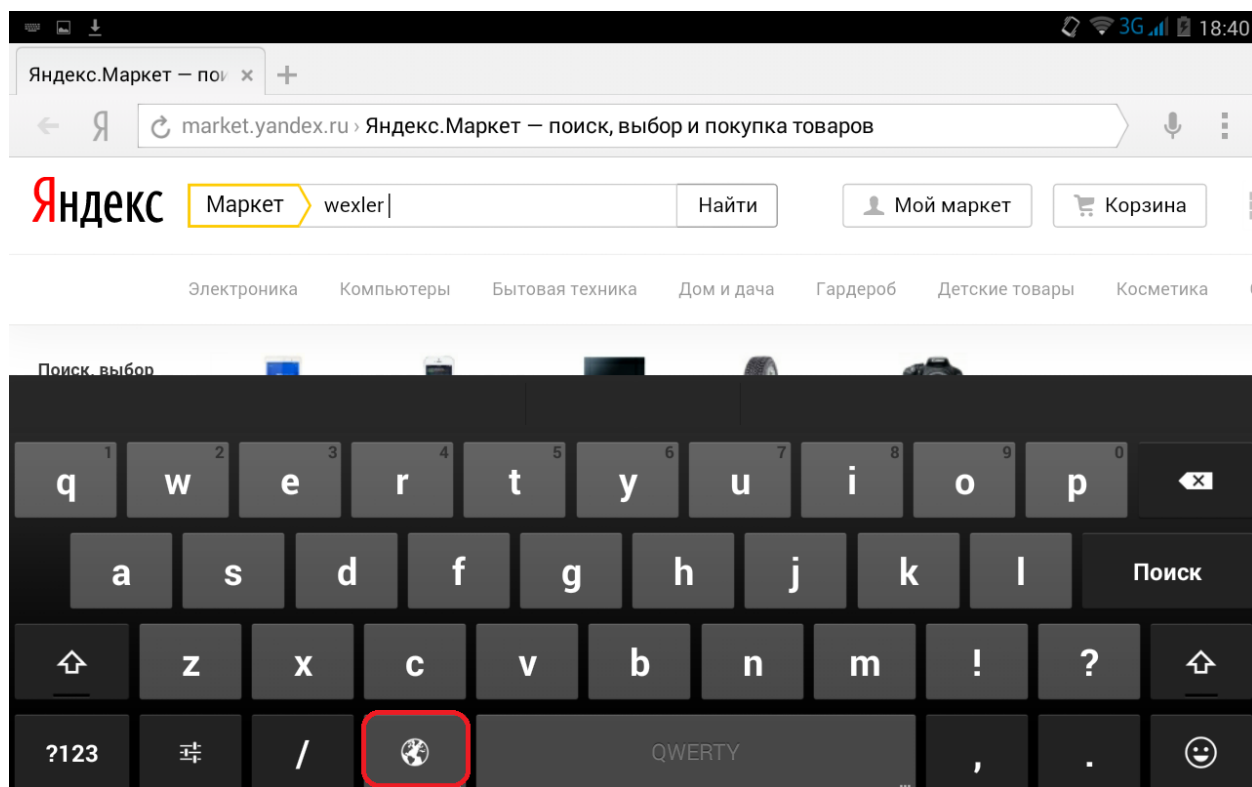 3G 18:40
Яндекс.Маркет — пои
market.yandex.ru › Яндекс.Маркет — поиск, выбор и покупка товаров
Яндекс Маркет wexler Найти Мой маркет Корзина
Электроника Компьютеры Бытовая техника Дом и дача Гардероб Детские товары Косметика
Поиск, выбор
1 2 3 4 5 6 7 8 9 0
q w e r t y u i o p
a s d f g h j k l Поиск
z x c v b n m ! ?
?123 / QWERTY , .